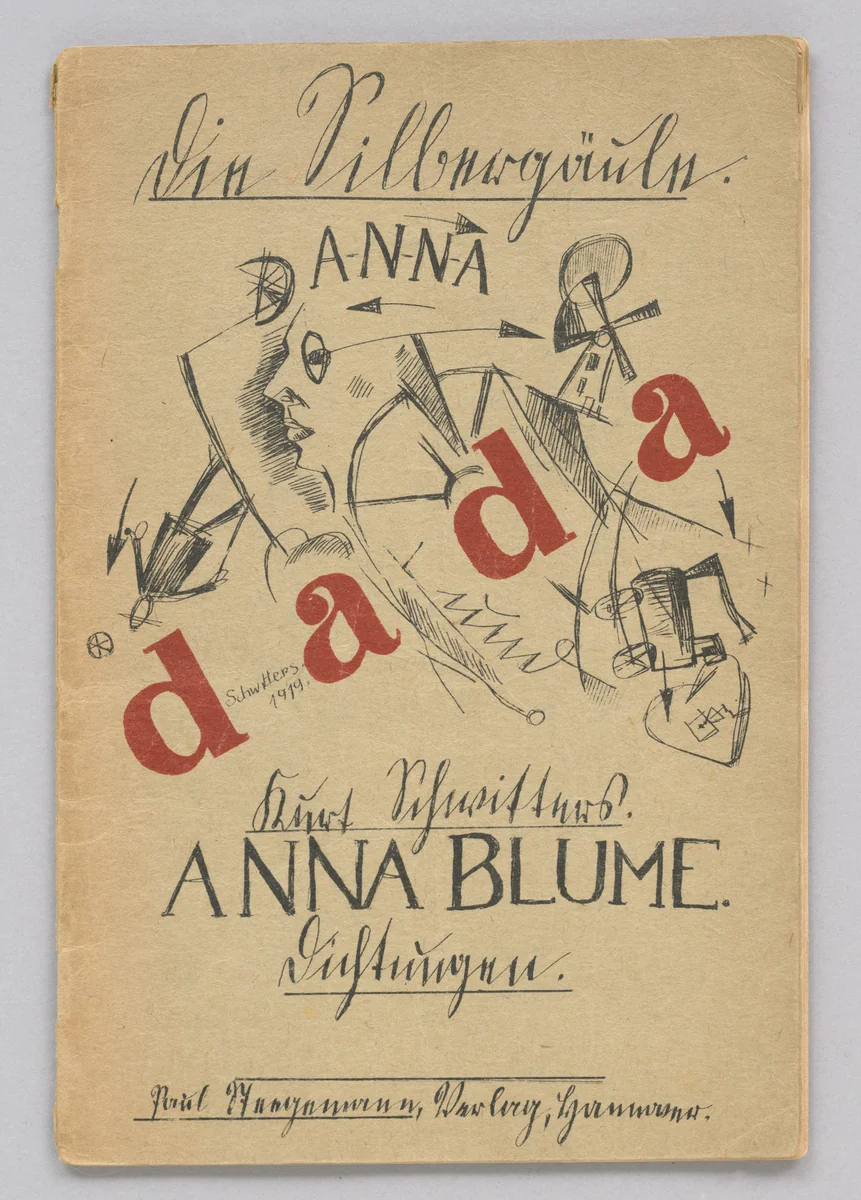 Die Silbergäule.
A-N-N-A
dada
Schwitters.
1919.
Kurt Schwitters.
ANNA BLUME.
Dichtungen.
Paul Steegemann, Verlag, Hannover.